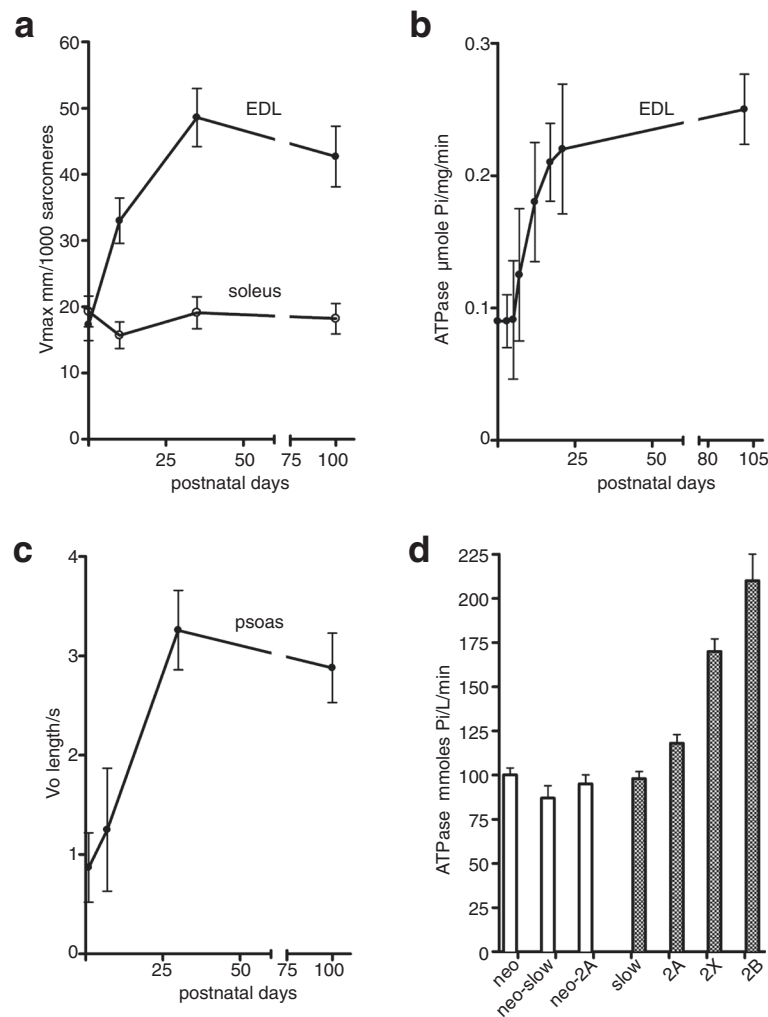 a
Vmax mm/1000 sarcomeres
60
50
40
30
20
10
0
EDL
soleus
25
50
75
100
postnatal days
b
ATPase µmole Pi/mg/min
0.3
0.2
0.1
0
EDL
25
50
80
105
postnatal days
c
Vo length/s
4
3
2
1
0
psoas
25
50
75
100
postnatal days
d
ATPase mmoles Pi/L/min
225
200
175
150
125
100
75
50
25
0
neo
neo-slow
neo-2A
slow
2A
2X
2B